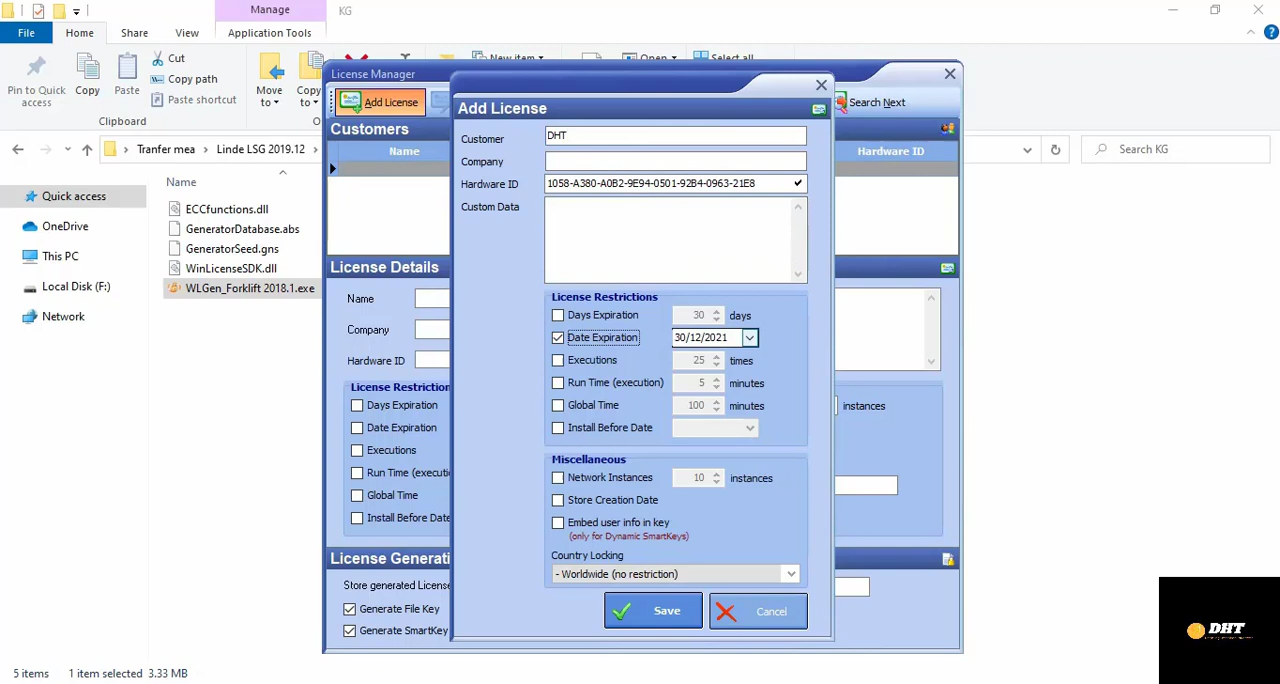 Manage
KG
File
Home
Share
View
Application Tools
Pin to Quick access
Copy
Paste
Cut
Copy path
Paste shortcut
Move to
Copy to
New item
Open
Select all
Clipboard
Tranfer mea
Linde LSG 2019.12
Search KG
Quick access
OneDrive
This PC
Local Disk (F:)
Network
Name
ECCfunctions.dll
GeneratorDatabase.abs
GeneratorSeed.gns
WinLicenseSDK.dll
WLGen_Forklift 2018.1.exe
License Manager
Add License
Search Next
Customers
Name
Hardware ID
License Details
Name
Company
Hardware ID
License Restriction
Days Expiration
Date Expiration
Executions
Run Time (executi
Global Time
Install Before Date
instances
License Generati
Store generated License
Generate File Key
Generate SmartKey
Add License
Customer
DHT
Company
Hardware ID
1058-A380-A0B2-9E94-0501-92B4-0963-21E8
Custom Data
License Restrictions
Days Expiration 30 days
Date Expiration 30/12/2021
Executions 25 times
Run Time (execution) 5 minutes
Global Time 100 minutes
Install Before Date
Miscellaneous
Network Instances 10 instances
Store Creation Date
Embed user info in key
(only for Dynamic SmartKeys)
Country Locking
- Worldwide (no restriction)
Save
Cancel
DHT
5 items
1 item selected 3.33 MB